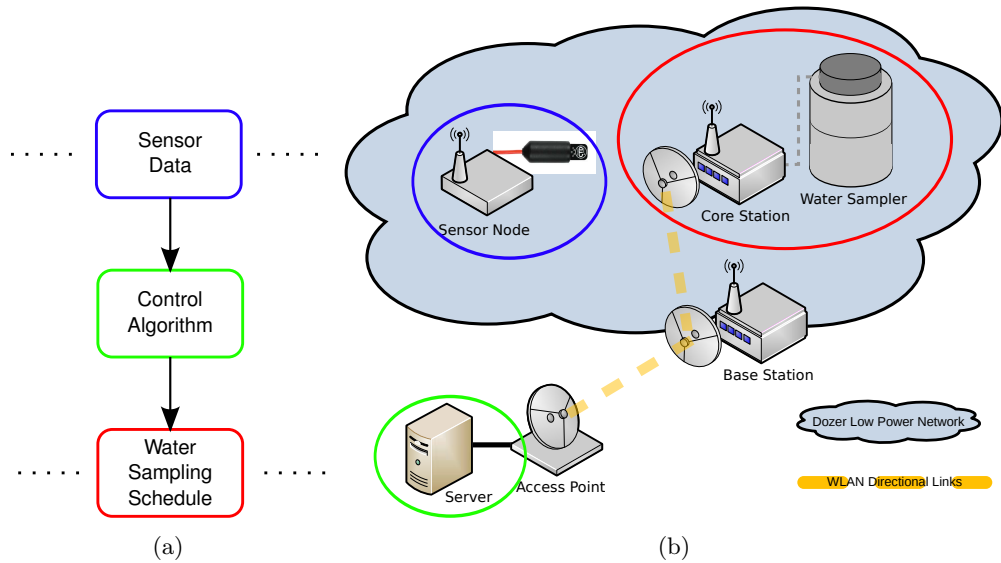 Sensor
Data
Control
Algorithm
Water
Sampling
Schedule
(a)
Sensor Node
Core Station
Water Sampler
Base Station
Server
Access Point
Dozer Low Power Network
WLAN Directional Links
(b)